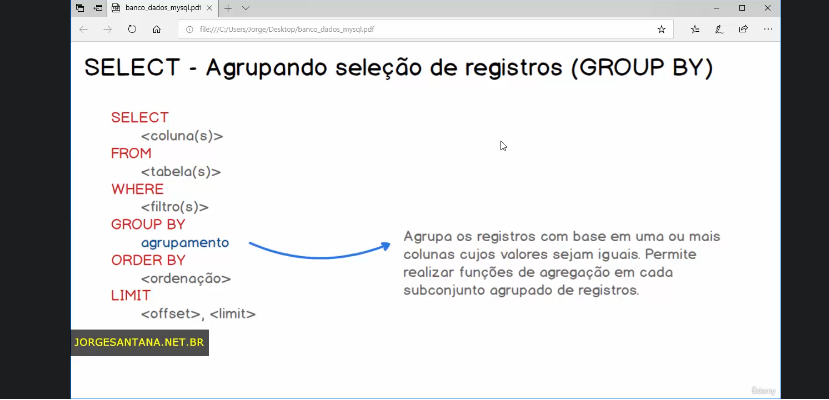 banco_dados_mysql.pdf
file:///C:/Users/Jorge/Desktop/banco_dados_mysql.pdf
SELECT - Agrupando seleção de registros (GROUP BY)
SELECT
<coluna(s)>
FROM
<tabela(s)>
WHERE
<filtro(s)>
GROUP BY
agrupamento
ORDER BY
<ordenação>
LIMIT
<offset>, <limit>
Agrupa os registros com base em uma ou mais
colunas cujos valores sejam iguais. Permite
realizar funções de agregação em cada
subconjunto agrupado de registros.
JORGESANTANA.NET.BR
Udemy